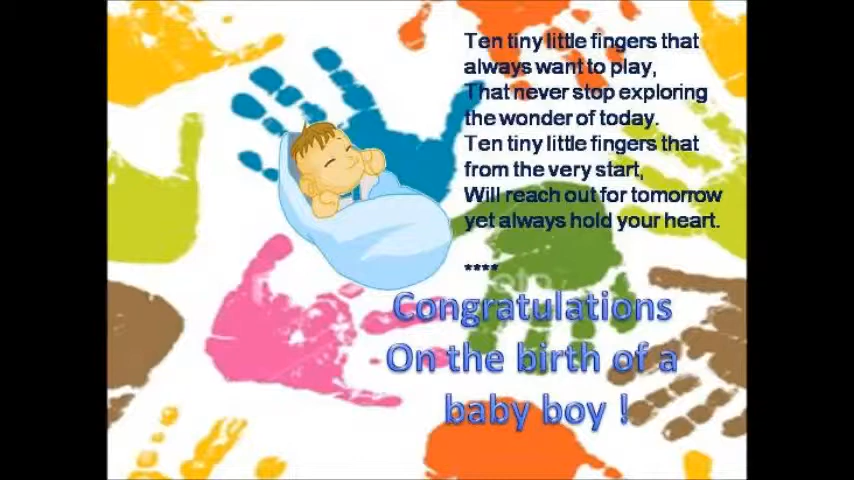 Ten tiny little fingers that
always want to play,
That never stop exploring
the wonder of today.
Ten tiny little fingers that
from the very start,
Will reach out for tomorrow
yet always hold your heart.
****
Congratulations
On the birth of a
baby boy !